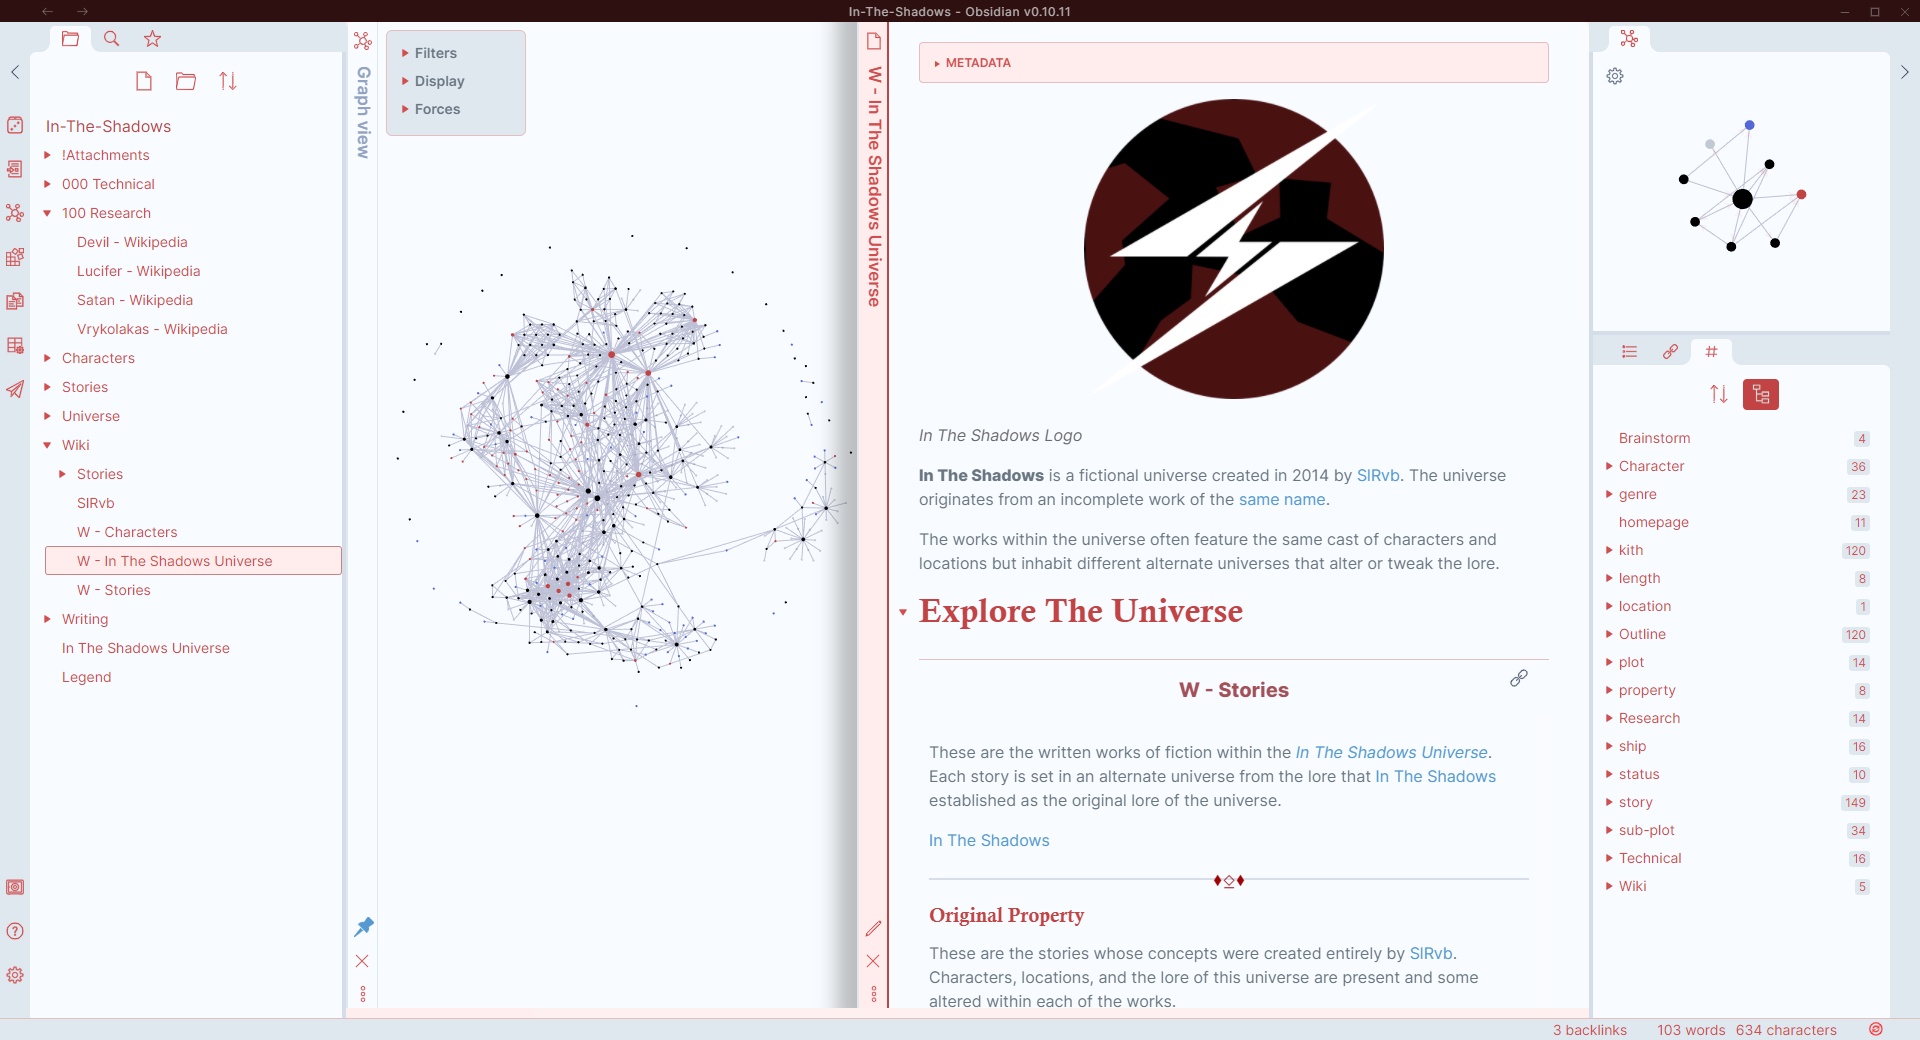 In-The-Shadows - Obsidian v0.10.11
In-The-Shadows
!Attachments
000 Technical
100 Research
Devil - Wikipedia
Lucifer - Wikipedia
Satan - Wikipedia
Vrykolakas - Wikipedia
Characters
Stories
Universe
Wiki
Stories
SIRvb
W - Characters
W - In The Shadows Universe
W - Stories
Writing
In The Shadows Universe
Legend
Graph view
Filters
Display
Forces
W - In The Shadows Universe
METADATA
In The Shadows Logo
In The Shadows is a fictional universe created in 2014 by SIRvb. The universe
originates from an incomplete work of the same name.
The works within the universe often feature the same cast of characters and
locations but inhabit different alternate universes that alter or tweak the lore.
Explore The Universe
W - Stories
These are the written works of fiction within the In The Shadows Universe.
Each story is set in an alternate universe from the lore that In The Shadows
established as the original lore of the universe.
In The Shadows
Original Property
These are the stories whose concepts were created entirely by SIRvb.
Characters, locations, and the lore of this universe are present and some
altered within each of the works.
Brainstorm 4
Character 36
genre 23
homepage 11
kith 120
length 8
location 1
Outline 120
plot 14
property 8
Research 14
ship 16
status 10
story 149
sub-plot 34
Technical 16
Wiki 5
3 backlinks 103 words 634 characters